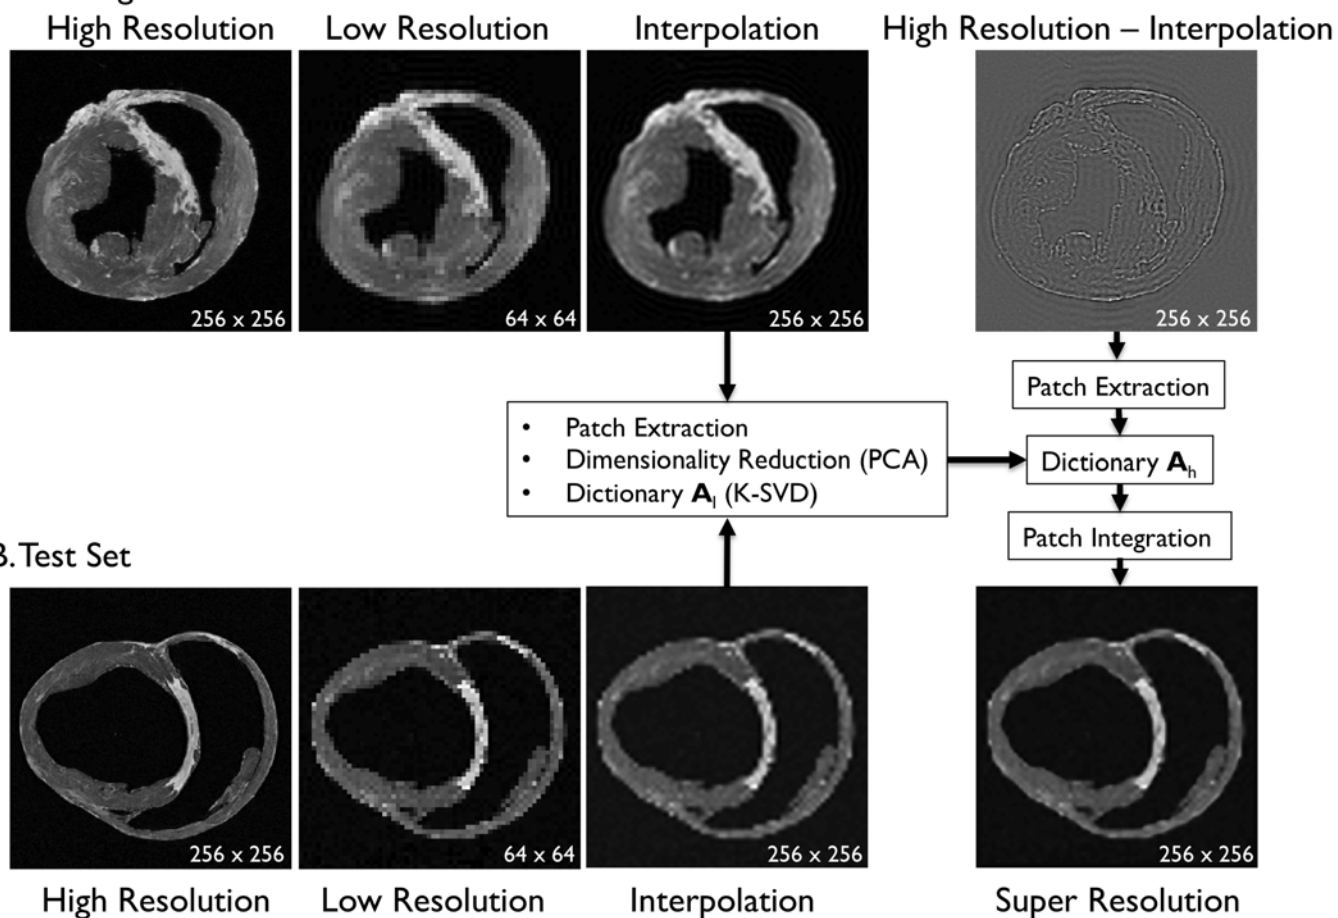 High Resolution Low Resolution Interpolation High Resolution – Interpolation
256 x 256 64 x 64 256 x 256 256 x 256
Patch Extraction
• Patch Extraction
• Dimensionality Reduction (PCA)
• Dictionary Al (K-SVD)
Dictionary Ah
Patch Integration
. Test Set
256 x 256 64 x 64 256 x 256 256 x 256
High Resolution Low Resolution Interpolation Super Resolution